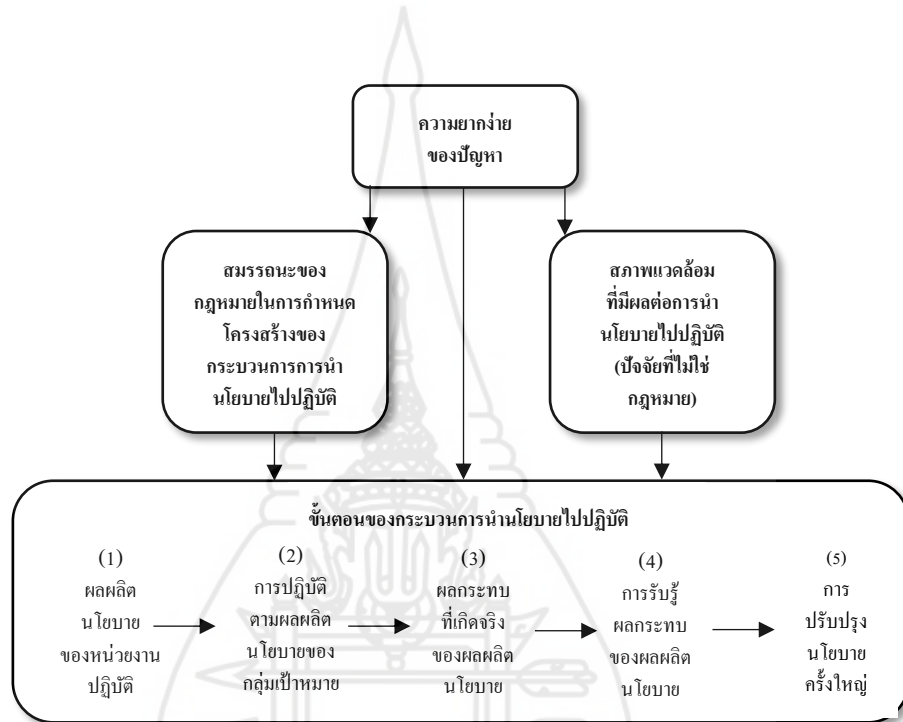 ความยากง่าย
ของปัญหา
สมรรถนะของ
กฎหมายในการกำหนด
โครงสร้างของ
กระบวนการการนำ
นโยบายไปปฏิบัติ
สภาพแวดล้อม
ที่มีผลต่อการนำ
นโยบายไปปฏิบัติ
(ปัจจัยที่ไม่ใช่
กฎหมาย)
ขั้นตอนของกระบวนการนำนโยบายไปปฏิบัติ
(1)
ผลผลิต
นโยบาย
ของหน่วยงาน
ปฏิบัติ
(2)
การปฏิบัติ
ตามผลผลิต
นโยบายของ
กลุ่มเป้าหมาย
(3)
ผลกระทบ
ที่เกิดจริง
ของผลผลิต
นโยบาย
(4)
การรับรู้
ผลกระทบ
ของผลผลิต
นโยบาย
(5)
การ
ปรับปรุง
นโยบาย
ครั้งใหญ่